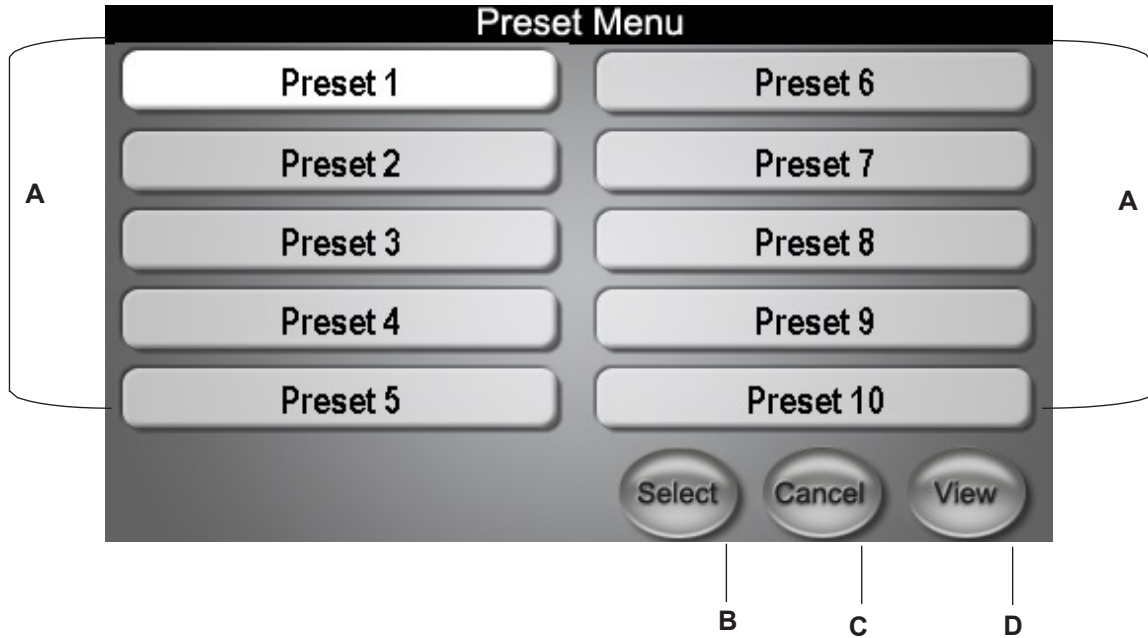 Preset Menu
Preset 1
Preset 2
Preset 3
Preset 4
Preset 5
Preset 6
Preset 7
Preset 8
Preset 9
Preset 10
Select Cancel View
A
A
B
C
D